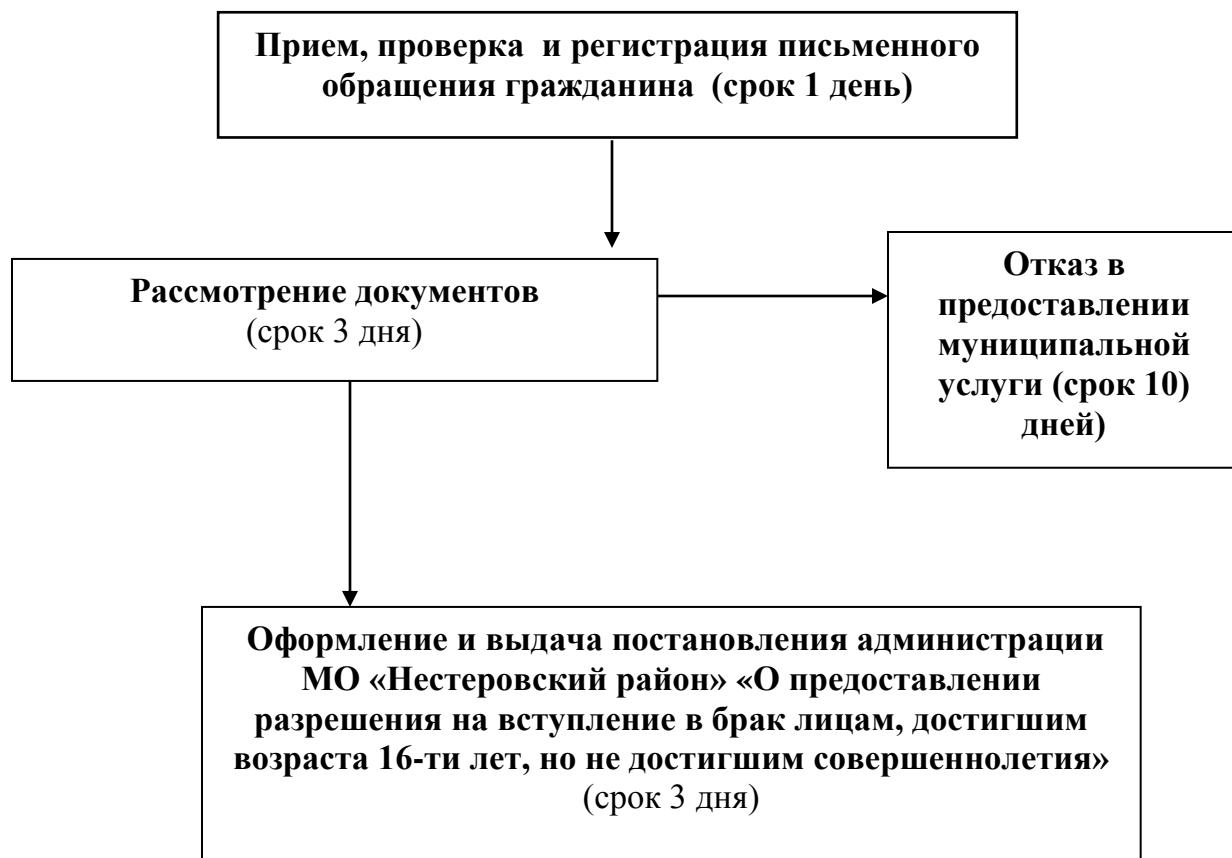 Прием, проверка и регистрация письменного
обращения гражданина (срок 1 день)
Рассмотрение документов
(срок 3 дня)
Отказ в
предоставлении
муниципальной
услуги (срок 10)
дней)
Оформление и выдача постановления администрации
МО «Нестеровский район» «О предоставлении
разрешения на вступление в брак лицам, достигшим
возраста 16-ти лет, но не достигшим совершеннолетия»
(срок 3 дня)